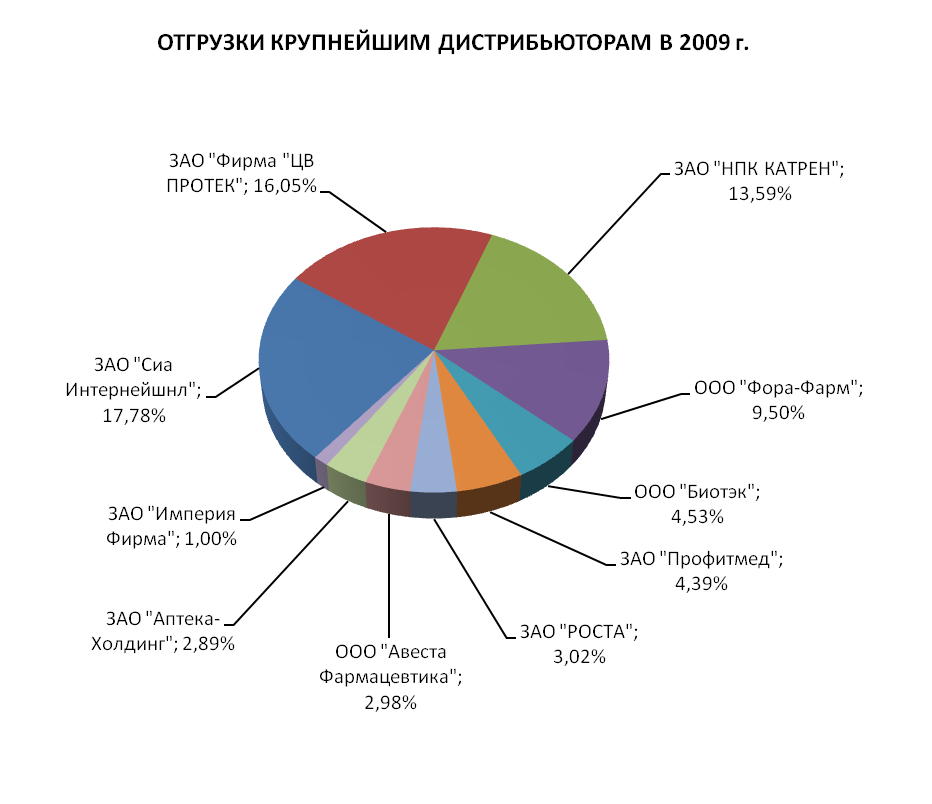 ОТГРУЗКИ КРУПНЕЙШИМ ДИСТРИБЬЮТОРАМ В 2009 г.
ЗАО "Фирма "ЦВ
ПРОТЕК"; 16,05%
ЗАО "НПК КАТРЕН";
13,59%
ЗАО "Сиа
Интернейшнл";
17,78%
ООО "Фора-Фарм";
9,50%
ООО "Биотэк";
4,53%
ЗАО "Империя
Фирма"; 1,00%
ЗАО "Профитмед";
4,39%
ЗАО "Аптека-
Холдинг"; 2,89%
ЗАО "РОСТА";
3,02%
ООО "Авеста
Фармацевтика";
2,98%